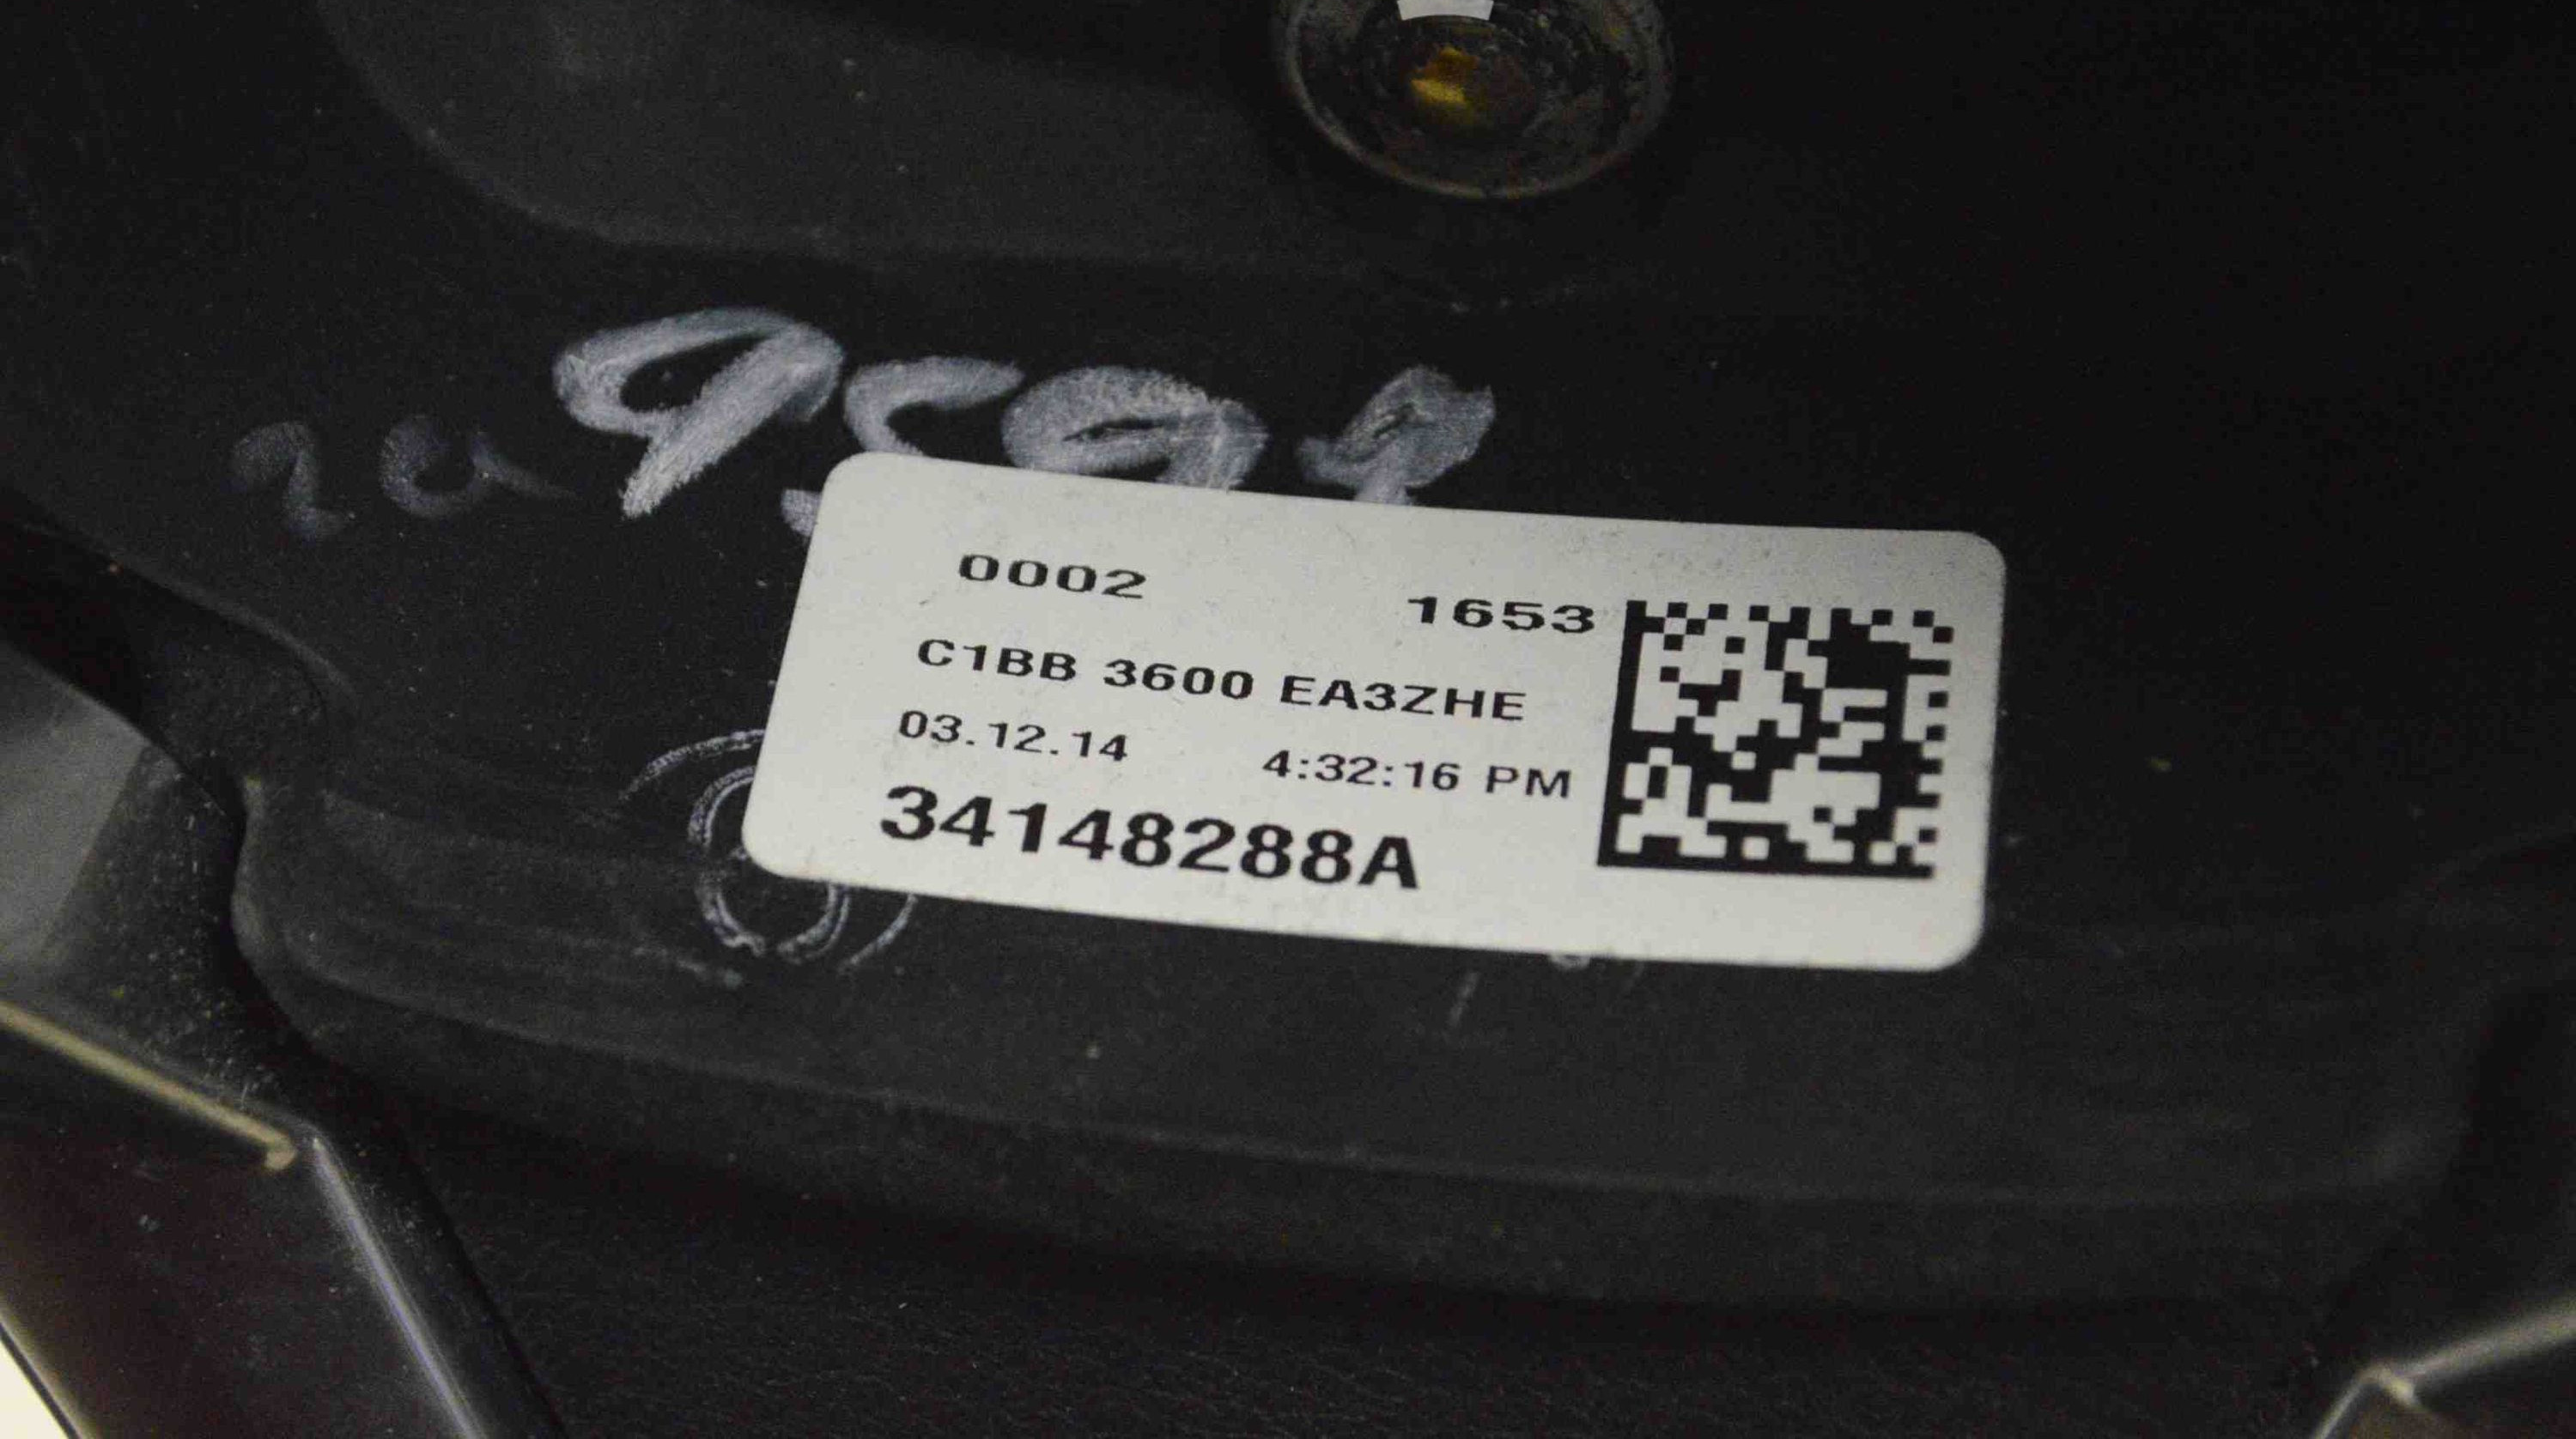 0002 1653
C1BB 3600 EA3ZHE
03.12.14 4:32:16 PM
34148288A